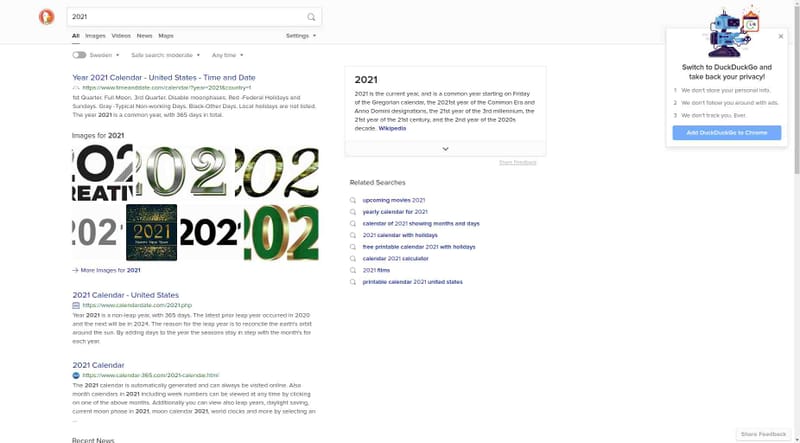 2021
All Images Videos News Maps Settings
Sweden Safe search: moderate Any time
Year 2021 Calendar - United States - Time and Date
https://www.timeanddate.com/calendar/?year=2021&country=1
1st Quarter. Full Moon. 3rd Quarter. Disable moonphases. Red -Federal Holidays and
Sundays. Gray -Typical Non-working Days. Black-Other Days. Local holidays are not listed.
The year 2021 is a common year, with 365 days in total.
Images for 2021
2021
Happy New Year
More Images for 2021
2021 Calendar - United States
https://www.calendardate.com/2021.php
Year 2021 is a non-leap year, with 365 days. The latest prior leap year occurred in 2020
and the next will be in 2024. The reason for the leap year is to reconcile the earth's orbit
around the sun. By adding days to the year the seasons stay in step with the month's for
each year.
2021 Calendar
https://www.calendar-365.com/2021-calendar.html
The 2021 calendar is automatically generated and can always be visited online. Also
month calendars in 2021 including week numbers can be viewed at any time by clicking
on one of the above months. Additionally you can view also leap years, daylight saving,
current moon phase in 2021, moon calendar 2021, world clocks and more by selecting an
...
Recent News
2021
2021 is the current year, and is a common year starting on Friday
of the Gregorian calendar, the 2021st year of the Common Era and
Anno Domini designations, the 21st year of the 3rd millennium, the
21st year of the 21st century, and the 2nd year of the 2020s
decade. Wikipedia
Share Feedback
Related Searches
upcoming movies 2021
yearly calendar for 2021
calendar of 2021 showing months and days
2021 calendar with holidays
free printable calendar 2021 with holidays
calendar 2021 calculator
2021 films
printable calendar 2021 united states
Switch to DuckDuckGo and
take back your privacy!
1 We don't store your personal info.
2 We don't follow you around with ads.
3 We don't track you. Ever.
Add DuckDuckGo to Chrome
Share Feedback